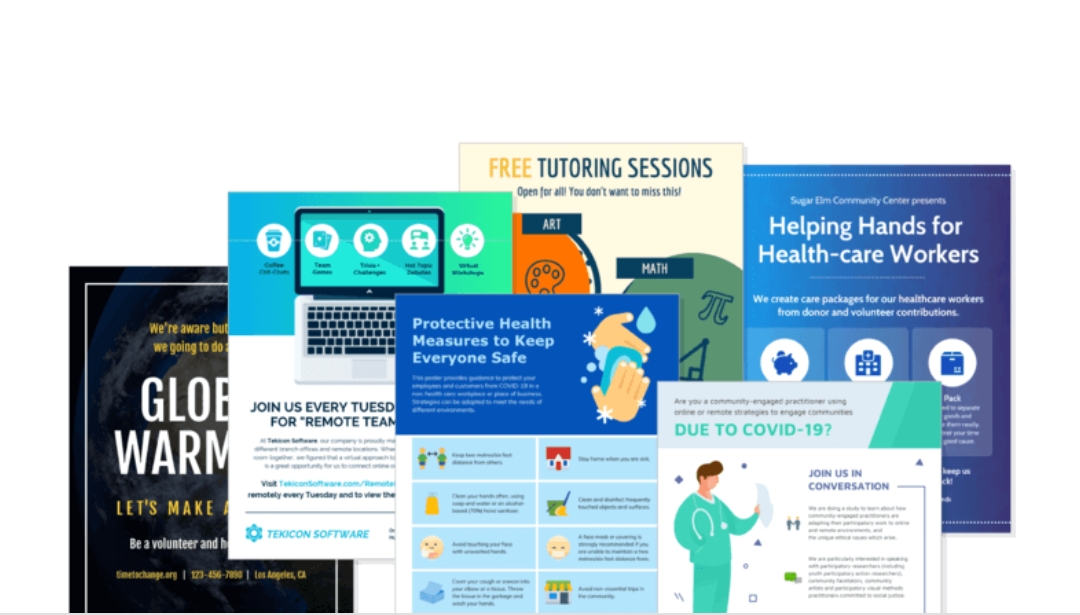 We're aware but
we going to do
GLOB
WARM
LET'S MAKE A
Be a volunteer and h
timetochange.org | 123-456-7890 | Los Angeles, CA
Coffee Chit-Chats
Team Games
Trivia + Challenges
Hot Topic Debates
Virtual Workshops
JOIN US EVERY TUESD
FOR "REMOTE TEAM
At Tekicon Software, our company is proudly ma
different branches and remote locations. Whe
room together, we figured that a virtual approach to
is a great opportunity for us to connect online o
Visit TekiconSoftware.com/Remote
remotely every Tuesday and to view the
TEKICON SOFTWARE
FREE TUTORING SESSIONS
Open for all! You don't want to miss this!
ART
MATH
Protective Health
Measures to Keep
Everyone Safe
This poster provides guidance to protect your
employees and customers from COVID-19 in a
non health care workplace or place of business.
Strategies can be adapted to meet the needs of
different environments.
Keep two metres/six foot
distance from others.
Stay home when you are sick.
Clean your hands often, using
soap and water or an alcohol-
based (70%) hand sanitizer.
Clean and disinfect frequently
touched objects and surfaces.
Avoid touching your face
with unwashed hands.
A face mask or covering is
strongly recommended if you
are unable to maintain a two
metres/six foot distance from.
Cover your cough or sneeze into
your elbow or a tissue. Throw
the tissue in the garbage and
wash your hands.
Avoid non-essential trips in
the community.
Sugar Elm Community Center presents
Helping Hands for
Health-care Workers
We create care packages for our healthcare workers
from donor and volunteer contributions.
Pack
ed to separate
goods and
good cause.
keep us
Are you a community-engaged practitioner using
online or remote strategies to engage communities
DUE TO COVID-19?
JOIN US IN
CONVERSATION
We are doing a study to learn about how
community-engaged practitioners are
adapting their participatory work to online
and remote environments, and
the unique ethical issues which arise.
We are particularly interested in speaking
with participatory researchers (including
youth participatory action researchers),
community facilitators, community
artists and participatory visual methods
practitioners committed to social justice.